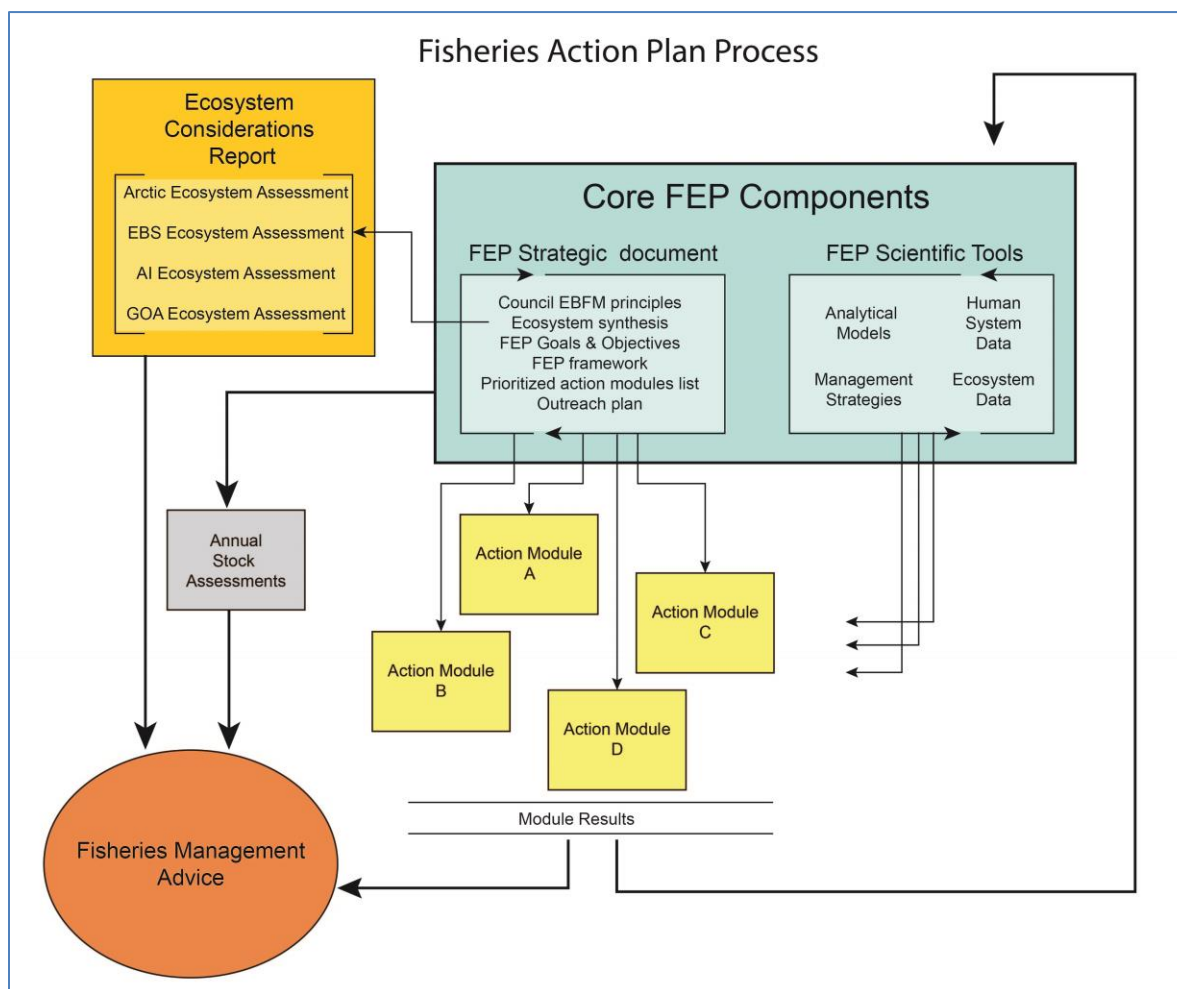 Fisheries Action Plan Process
Ecosystem
Considerations
Report
Arctic Ecosystem Assessment
EBS Ecosystem Assessment
AI Ecosystem Assessment
GOA Ecosystem Assessment
Core FEP Components
FEP Strategic document
Council EBFM principles
Ecosystem synthesis
FEP Goals & Objectives
FEP framework
Prioritized action modules list
Outreach plan
FEP Scientific Tools
Analytical
Models
Human
System
Data
Management
Strategies
Ecosystem
Data
Annual
Stock
Assessments
Action Module
A
Action Module
B
Action Module
C
Action Module
D
Module Results
Fisheries Management
Advice